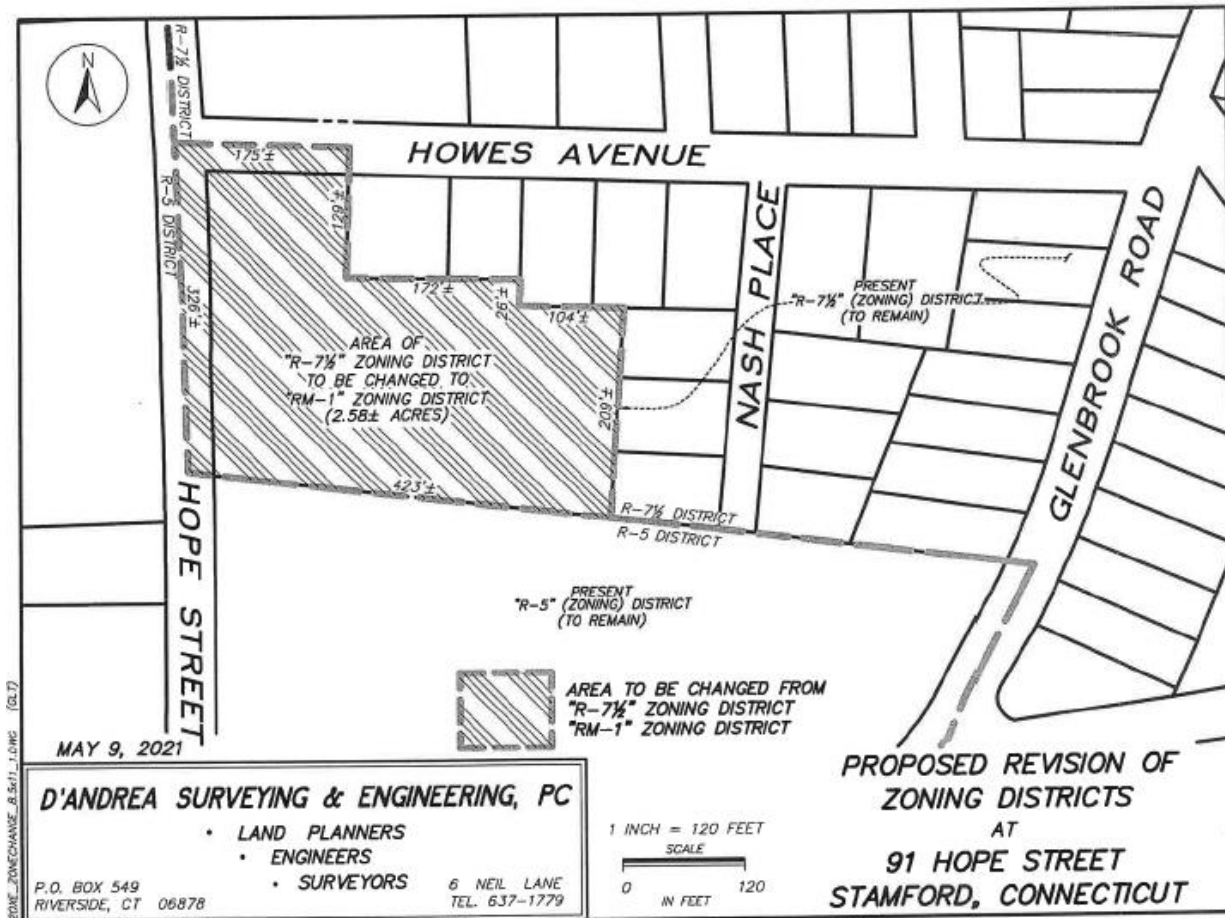 N
R-7½ DISTRICT
R-5 DISTRICT
HOWES AVENUE
175'±
129'±
172'±
26'±
104'±
326'±
209'±
423'±
AREA OF
"R-7½" ZONING DISTRICT
TO BE CHANGED TO
"RM-1" ZONING DISTRICT
(2.58± ACRES)
NASH PLACE
PRESENT
"R-7½" (ZONING) DISTRICT
(TO REMAIN)
GLENBROOK ROAD
HOPE STREET
R-7½ DISTRICT
R-5 DISTRICT
PRESENT
"R-5" (ZONING) DISTRICT
(TO REMAIN)
AREA TO BE CHANGED FROM
"R-7½" ZONING DISTRICT
"RM-1" ZONING DISTRICT
MAY 9, 2021
D'ANDREA SURVEYING & ENGINEERING, PC
• LAND PLANNERS
• ENGINEERS
• SURVEYORS
P.O. BOX 549
RIVERSIDE, CT 06878
6 NEIL LANE
TEL. 637-1779
1 INCH = 120 FEET
SCALE
0 120
IN FEET
PROPOSED REVISION OF
ZONING DISTRICTS
AT
91 HOPE STREET
STAMFORD, CONNECTICUT
(GLT)